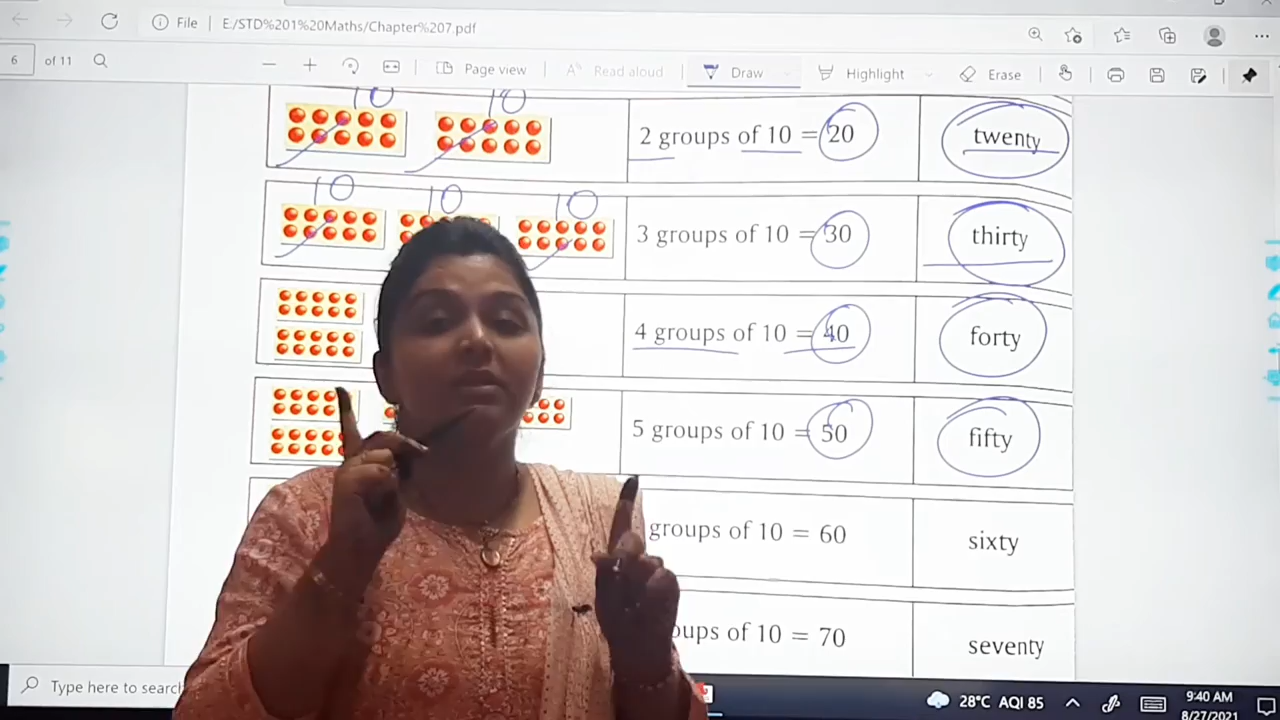 File | E:/STD%201%20Maths/Chapter%207.pdf
6 of 11
Page view
Read aloud
Draw
Highlight
Erase
10 10
2 groups of 10 = 20
twenty
10 10 10
3 groups of 10 = 30
thirty
4 groups of 10 = 40
forty
5 groups of 10 = 50
fifty
groups of 10 = 60
sixty
oups of 10 = 70
seventy
Type here to search
28°C AQI 85
9:40 AM
8/27/2021